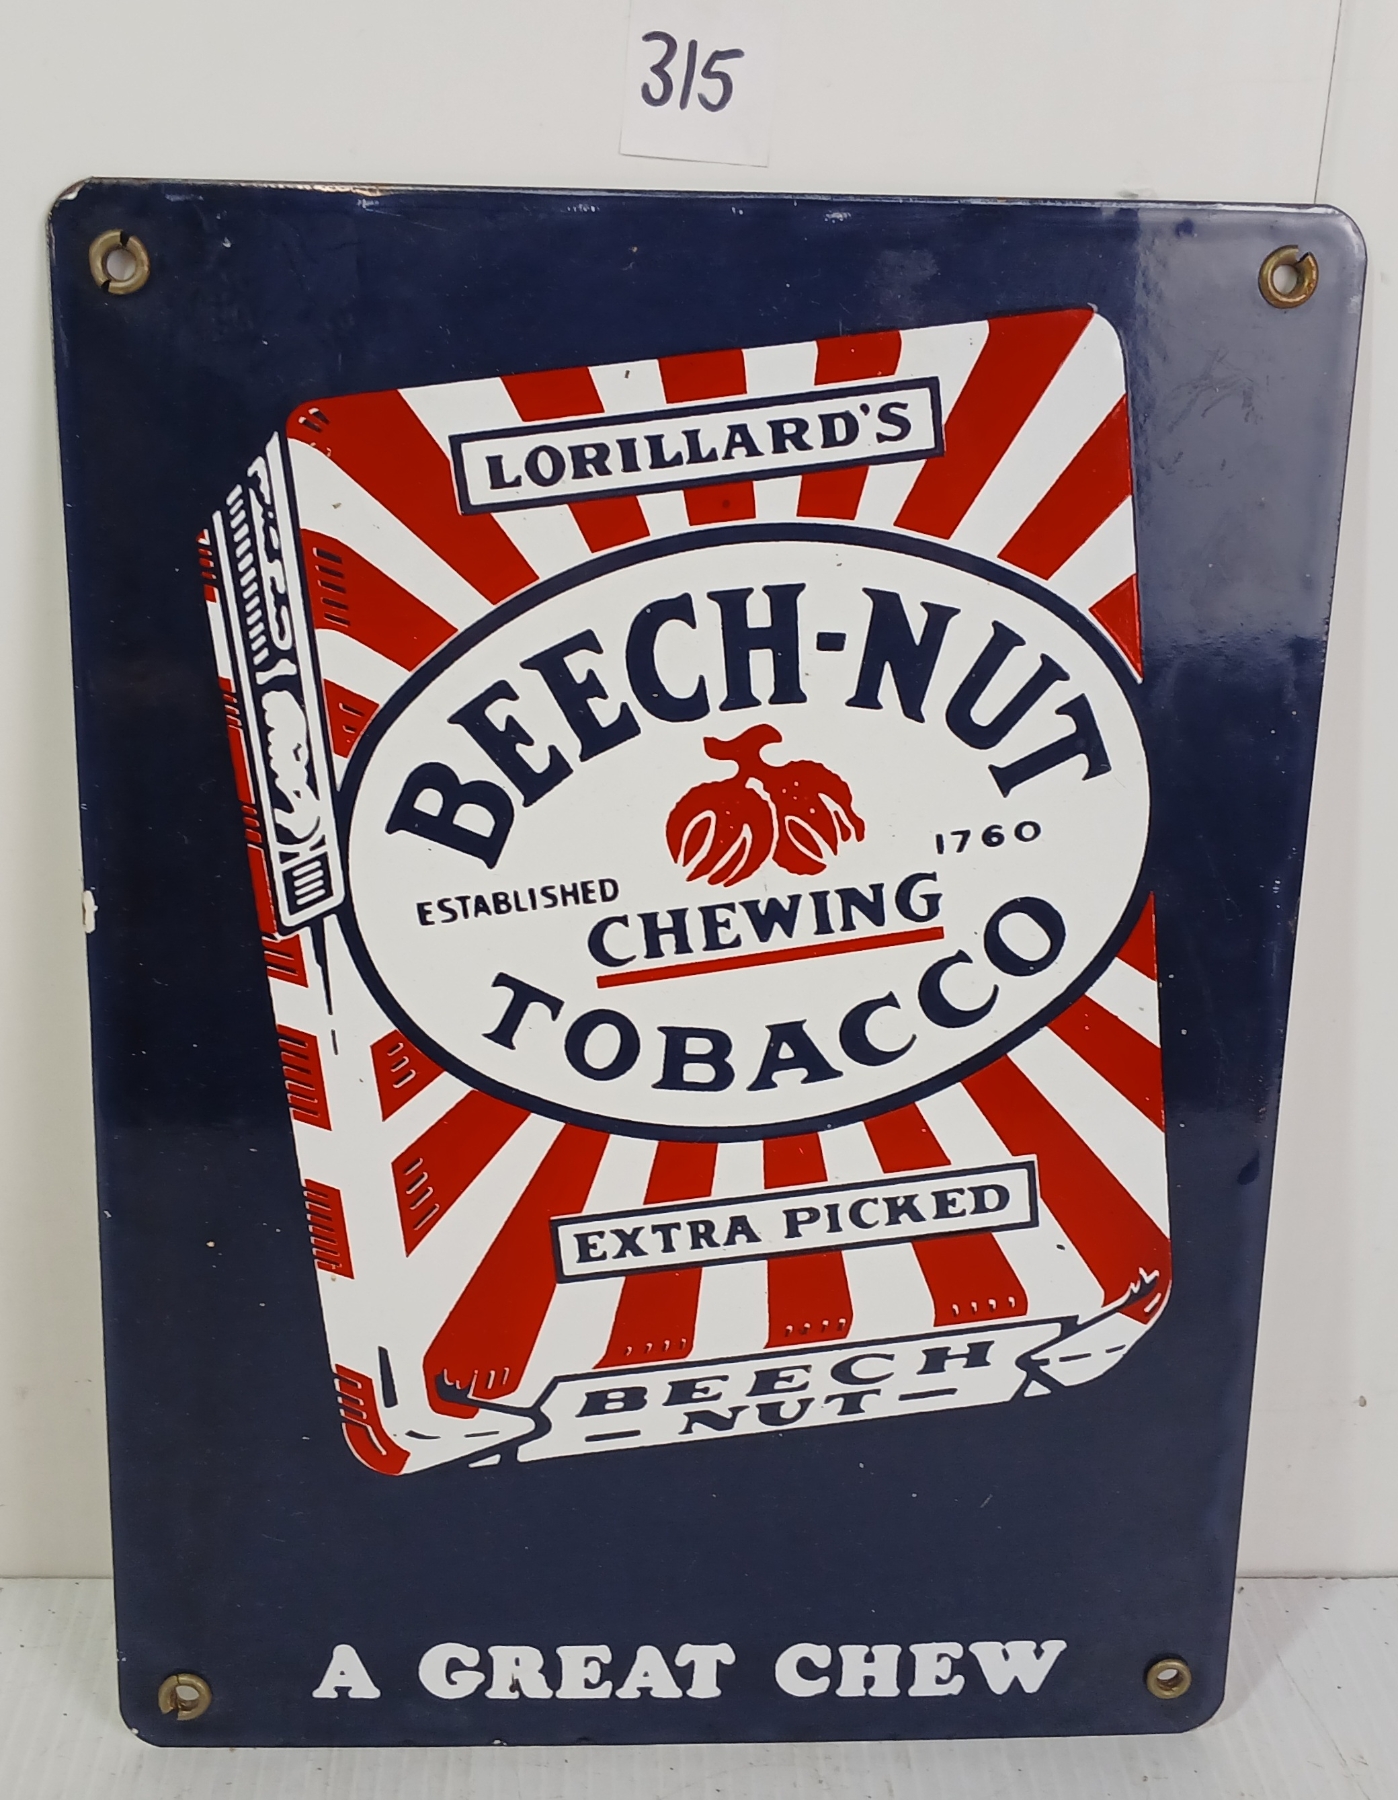 315
LORILLARD'S
BEECH-NUT
1760
ESTABLISHED
CHEWING
TOBACCO
EXTRA PICKED
BEECH
NUT
A GREAT CHEW